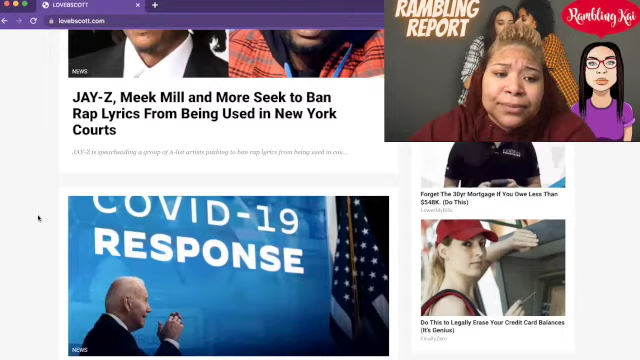 LOVEBSCOTT
lovebscott.com
RAMBLING
REPORT
Rambling Kai
NEWS
JAY-Z, Meek Mill and More Seek to Ban
Rap Lyrics From Being Used in New York
Courts
JAY-Z is spearheading a group of A-list artists pushing to ban rap lyrics from being used in cou...
COVID-19
RESPONSE
NEWS
Forget The 30yr Mortgage If You Owe Less Than
$548K. (Do This)
LowerMyBills
Do This to Legally Erase Your Credit Card Balances
(It's Genius)
FinallyZero